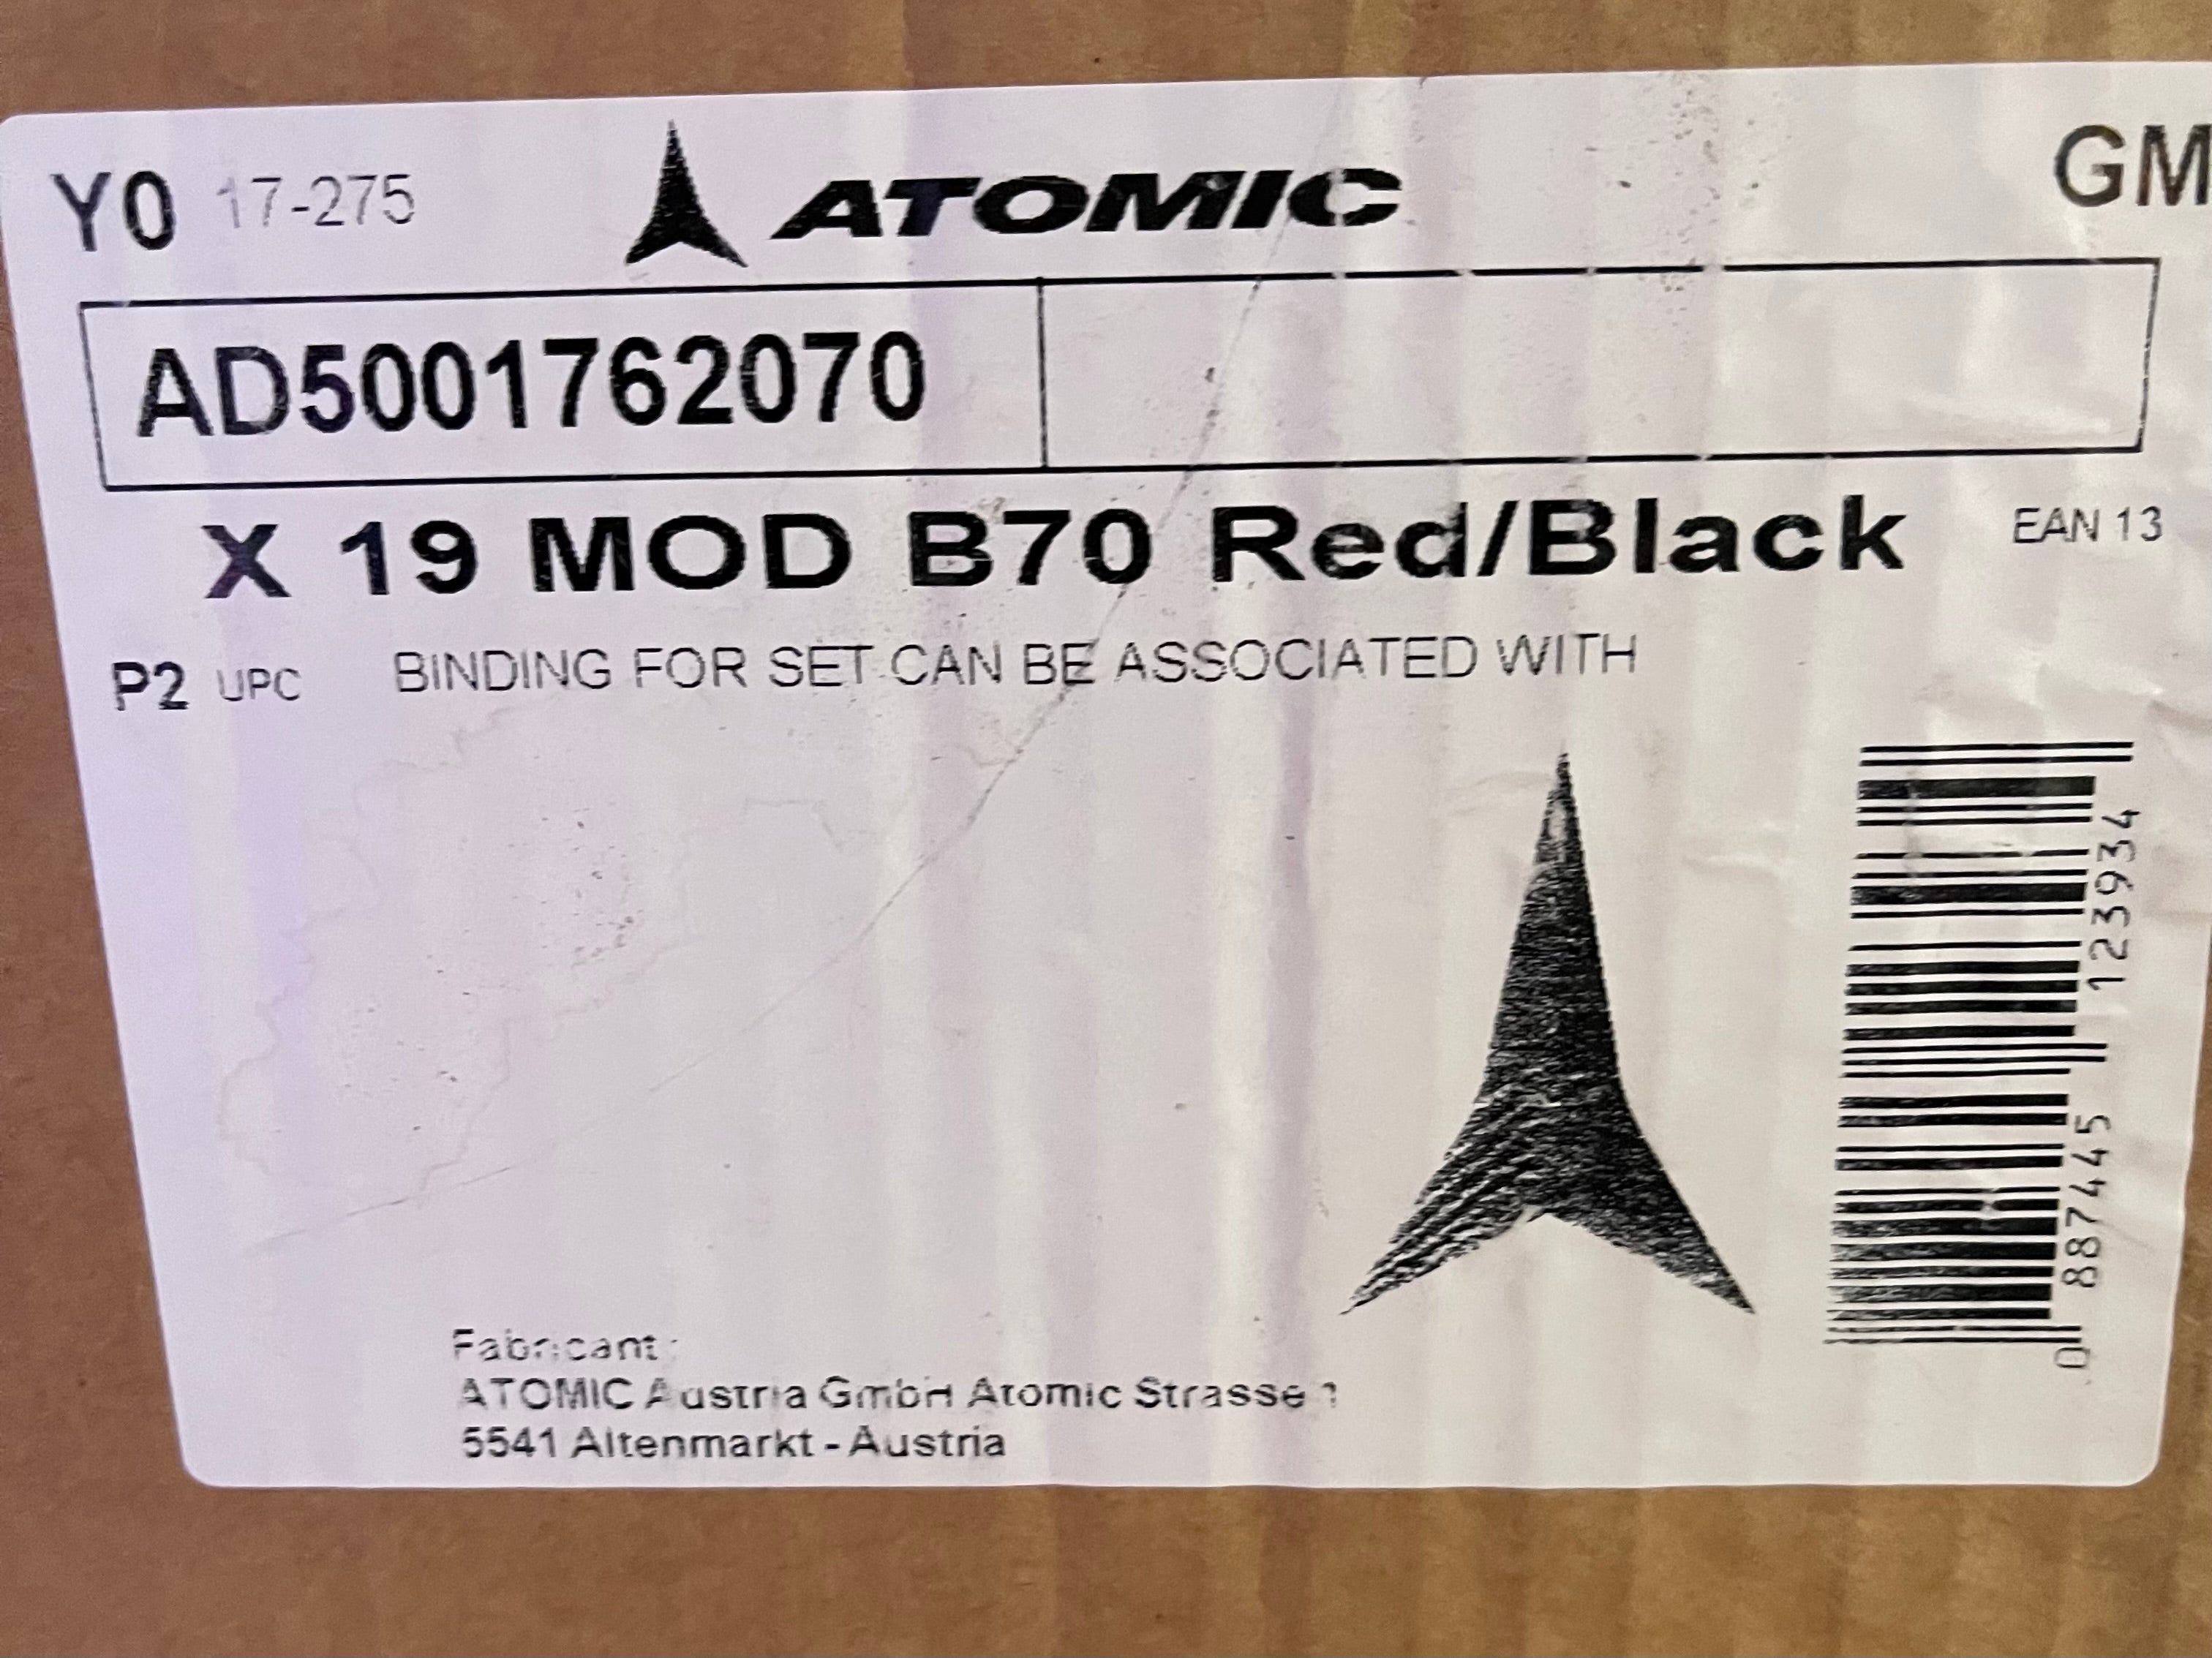 Y0 17-275 ATOMIC GM
AD5001762070
X 19 MOD B70 Red/Black EAN 13
P2 UPC BINDING FOR SET CAN BE ASSOCIATED WITH
0 887445 123934
Fabricant :
ATOMIC Austria GmbH Atomic Strasse 1
5541 Altenmarkt - Austria